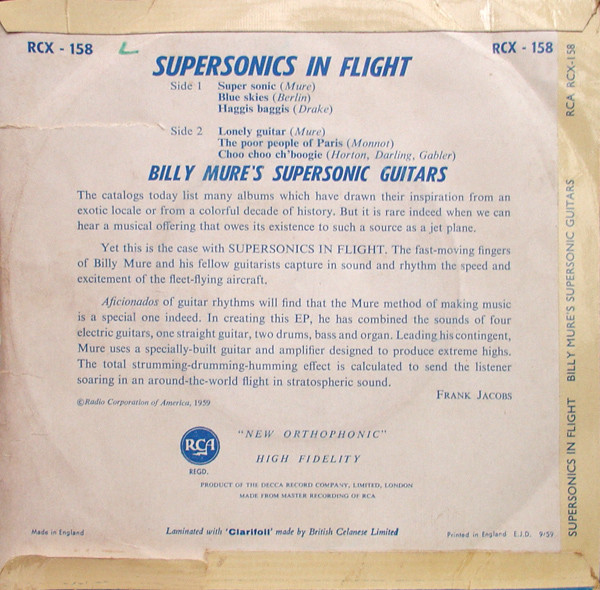 RCX - 158 L RCX - 158
SUPERSONICS IN FLIGHT
Side 1 Super sonic (Mure)
Blue skies (Berlin)
Haggis baggis (Drake)
Side 2 Lonely guitar (Mure)
The poor people of Paris (Monnot)
Choo choo ch'boogie (Horton, Darling, Gabler)
BILLY MURE'S SUPERSONIC GUITARS
The catalogs today list many albums which have drawn their inspiration from an
exotic locale or from a colorful decade of history. But it is rare indeed when we can
hear a musical offering that owes its existence to such a source as a jet plane.
Yet this is the case with SUPERSONICS IN FLIGHT. The fast-moving fingers
of Billy Mure and his fellow guitarists capture in sound and rhythm the speed and
excitement of the fleet-flying aircraft.
Aficionados of guitar rhythms will find that the Mure method of making music
is a special one indeed. In creating this EP, he has combined the sounds of four
electric guitars, one straight guitar, two drums, bass and organ. Leading his contingent,
Mure uses a specially-built guitar and amplifier designed to produce extreme highs.
The total strumming-drumming-humming effect is calculated to send the listener
soaring in an around-the-world flight in stratospheric sound.
FRANK JACOBS
©Radio Corporation of America, 1959
RCA
REGD.
"NEW ORTHOPHONIC"
HIGH FIDELITY
PRODUCT OF THE DECCA RECORD COMPANY, LIMITED, LONDON
MADE FROM MASTER RECORDING OF RCA
Made in England Laminated with 'Clarifoil' made by British Celanese Limited Printed in England E.J.D. 9/59
SUPERSONICS IN FLIGHT BILLY MURE'S SUPERSONIC GUITARS RCA RCX-158